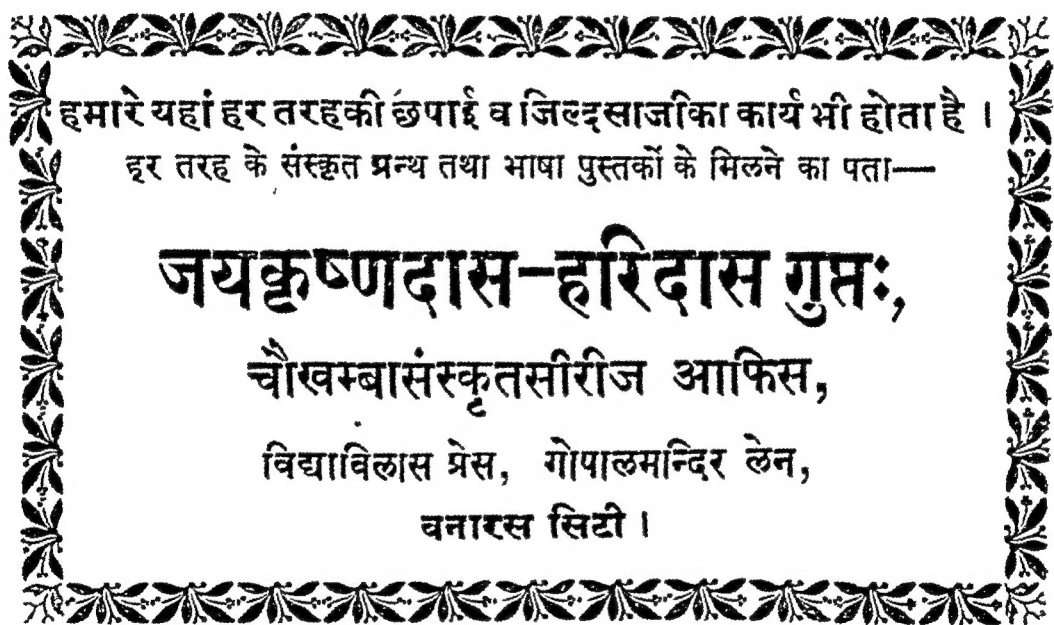 हमारे यहां हर तरहकी छपाई व जिल्दसाजीका कार्य भी होता है ।
हर तरह के संस्कृत ग्रन्थ तथा भाषा पुस्तकों के मिलने का पता—
जयकृष्णदास-हरिदास गुप्तः,
चौखम्बासंस्कृतसीरीज आफिस,
विद्याविलास प्रेस, गोपालमन्दिर लेन,
बनारस सिटी ।